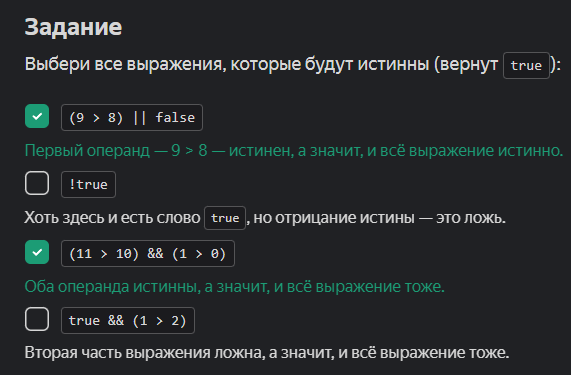 Задание
Выбери все выражения, которые будут истинны (вернут true):
(9 > 8) || false
Первый операнд — 9 > 8 — истинен, а значит, и всё выражение истинно.
!true
Хоть здесь и есть слово true, но отрицание истины — это ложь.
(11 > 10) && (1 > 0)
Оба операнда истинны, а значит, и всё выражение тоже.
true && (1 > 2)
Вторая часть выражения ложна, а значит, и всё выражение тоже.